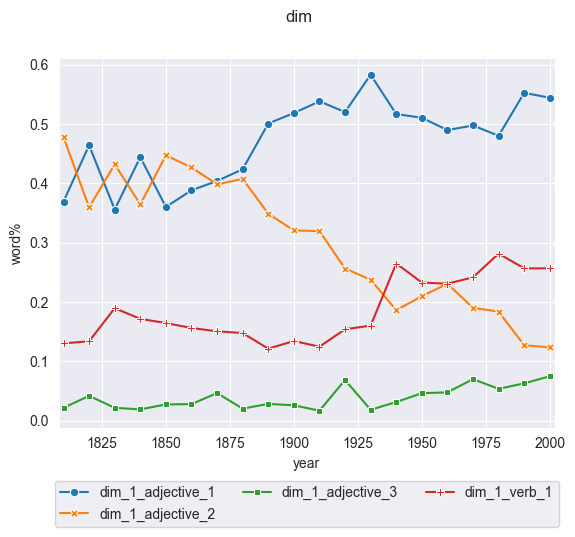 dim
0.6
0.5
0.4
0.3
0.2
0.1
0.0
word%
1825 1850 1875 1900 1925 1950 1975 2000
year
dim_1_adjective_1 dim_1_adjective_3 dim_1_verb_1
dim_1_adjective_2